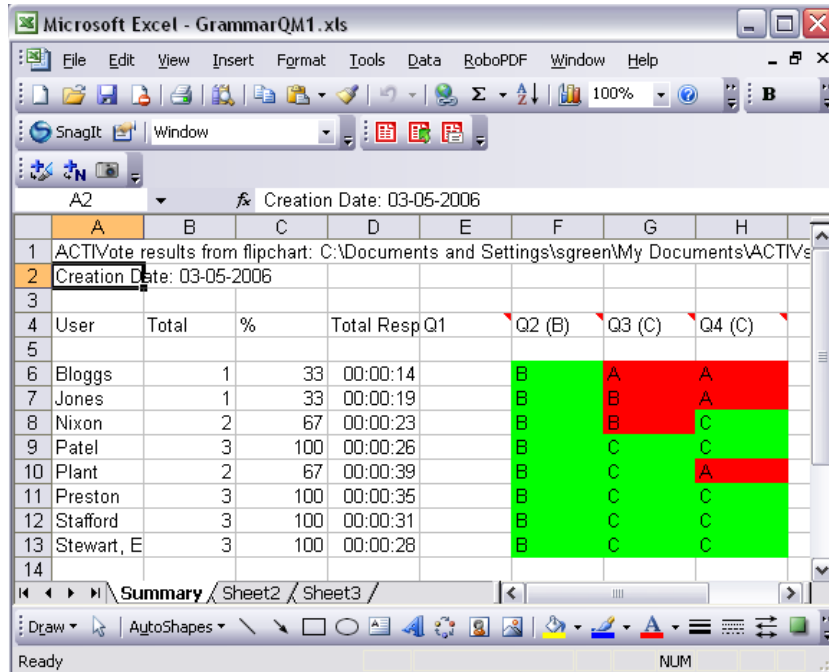 Microsoft Excel - GrammarQM1.xls
File Edit View Insert Format Tools Data RoboPDF Window Help
100% B
SnagIt Window
A2 fx Creation Date: 03-05-2006
A B C D E F G H
1 ACTIVote results from flipchart: C:\Documents and Settings\sgreen\My Documents\ACTIVs
2 Creation Date: 03-05-2006
3
4 User Total % Total Resp Q1 Q2 (B) Q3 (C) Q4 (C)
5
6 Bloggs 1 33 00:00:14 B A A
7 Jones 1 33 00:00:19 B B A
8 Nixon 2 67 00:00:23 B B C
9 Patel 3 100 00:00:26 B C C
10 Plant 2 67 00:00:39 B C A
11 Preston 3 100 00:00:35 B C C
12 Stafford 3 100 00:00:31 B C C
13 Stewart, E 3 100 00:00:28 B C C
14
Summary Sheet2 Sheet3
Draw AutoShapes
Ready NUM